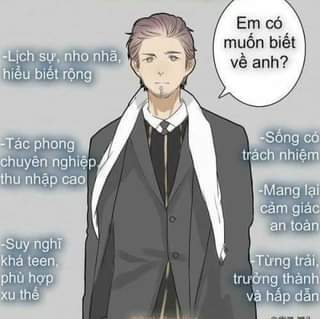 Em có
muốn biết
về anh?
-Lịch sự, nho nhã,
hiểu biết rộng
-Tác phong
chuyên nghiệp,
thu nhập cao
-Sống có
trách nhiệm
-Mang lại
cảm giác
an toàn
-Suy nghĩ
khá teen,
phù hợp
xu thế
-Từng trải,
trưởng thành
và hấp dẫn